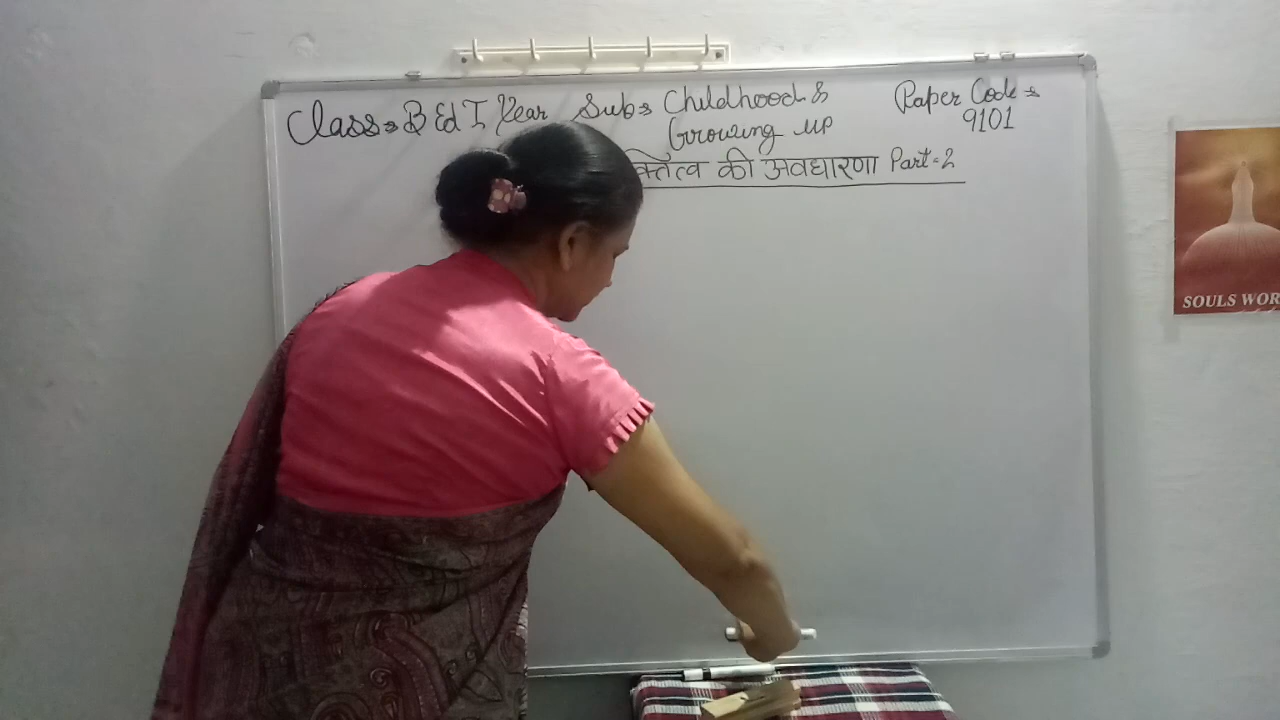 Class:- B Ed I Year Sub:- Childhood &
Growing up
Paper Code:-
9101
की अवधारणा Part-2
SOULS WOR